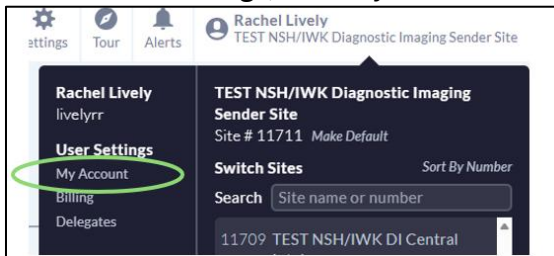 Rachel Lively
ettings Tour Alerts TEST NSH/IWK Diagnostic Imaging Sender Site
Rachel Lively
livelyrr
User Settings
My Account
Billing
Delegates
TEST NSH/IWK Diagnostic Imaging
Sender Site
Site # 11711 Make Default
Switch Sites Sort By Number
Search Site name or number
11709 TEST NSH/IWK DI Central